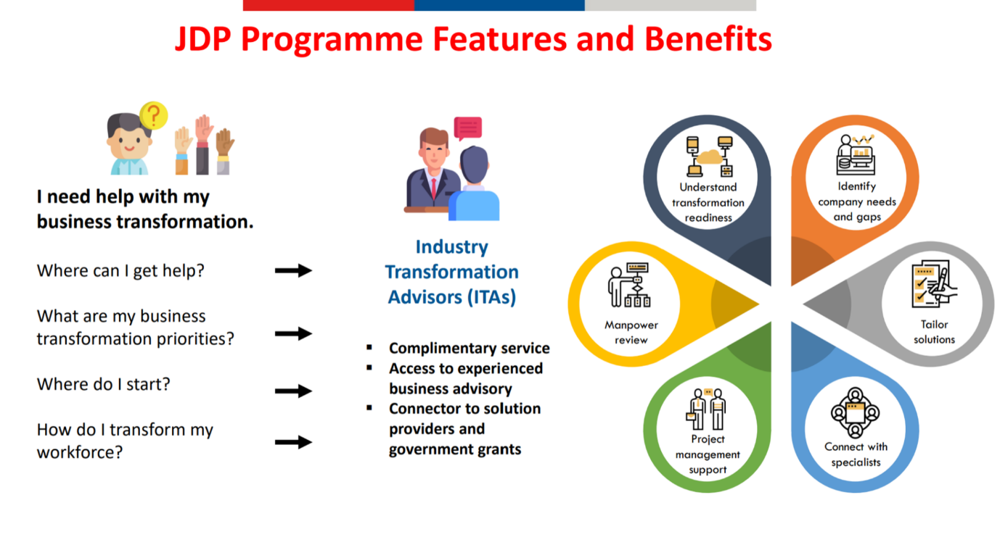 JDP Programme Features and Benefits
I need help with my
business transformation.
Where can I get help?
What are my business
transformation priorities?
Where do I start?
How do I transform my
workforce?
Industry
Transformation
Advisors (ITAs)
▪ Complimentary service
▪ Access to experienced
business advisory
▪ Connector to solution
providers and
government grants
Understand
transformation
readiness
Identify
company needs
and gaps
Tailor
solutions
Connect with
specialists
Project
management
support
Manpower
review